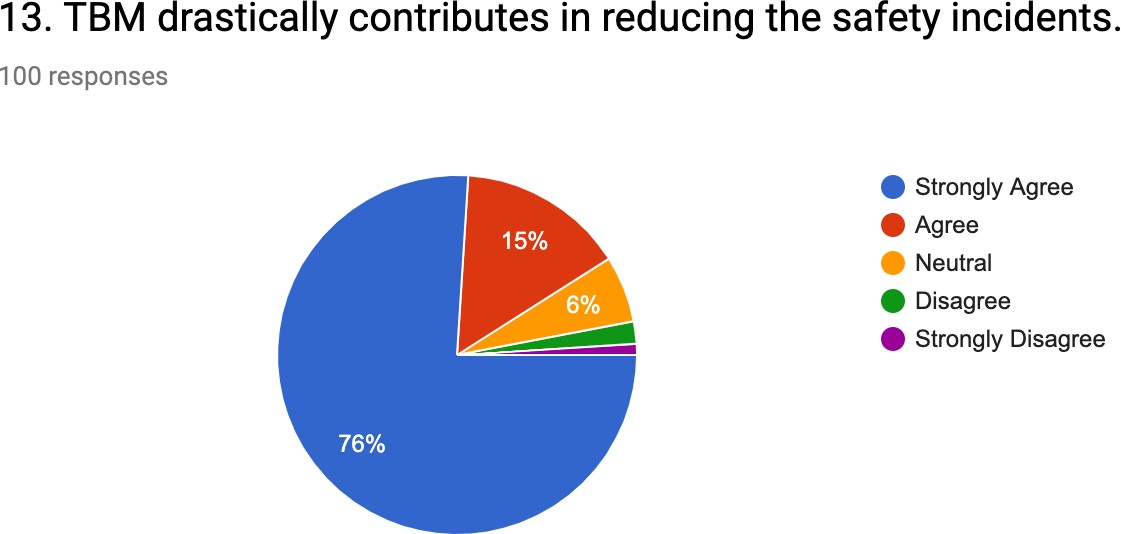 13. TBM drastically contributes in reducing the safety incidents.
100 responses
Strongly Agree
Agree
Neutral
Disagree
Strongly Disagree
15%
6%
76%